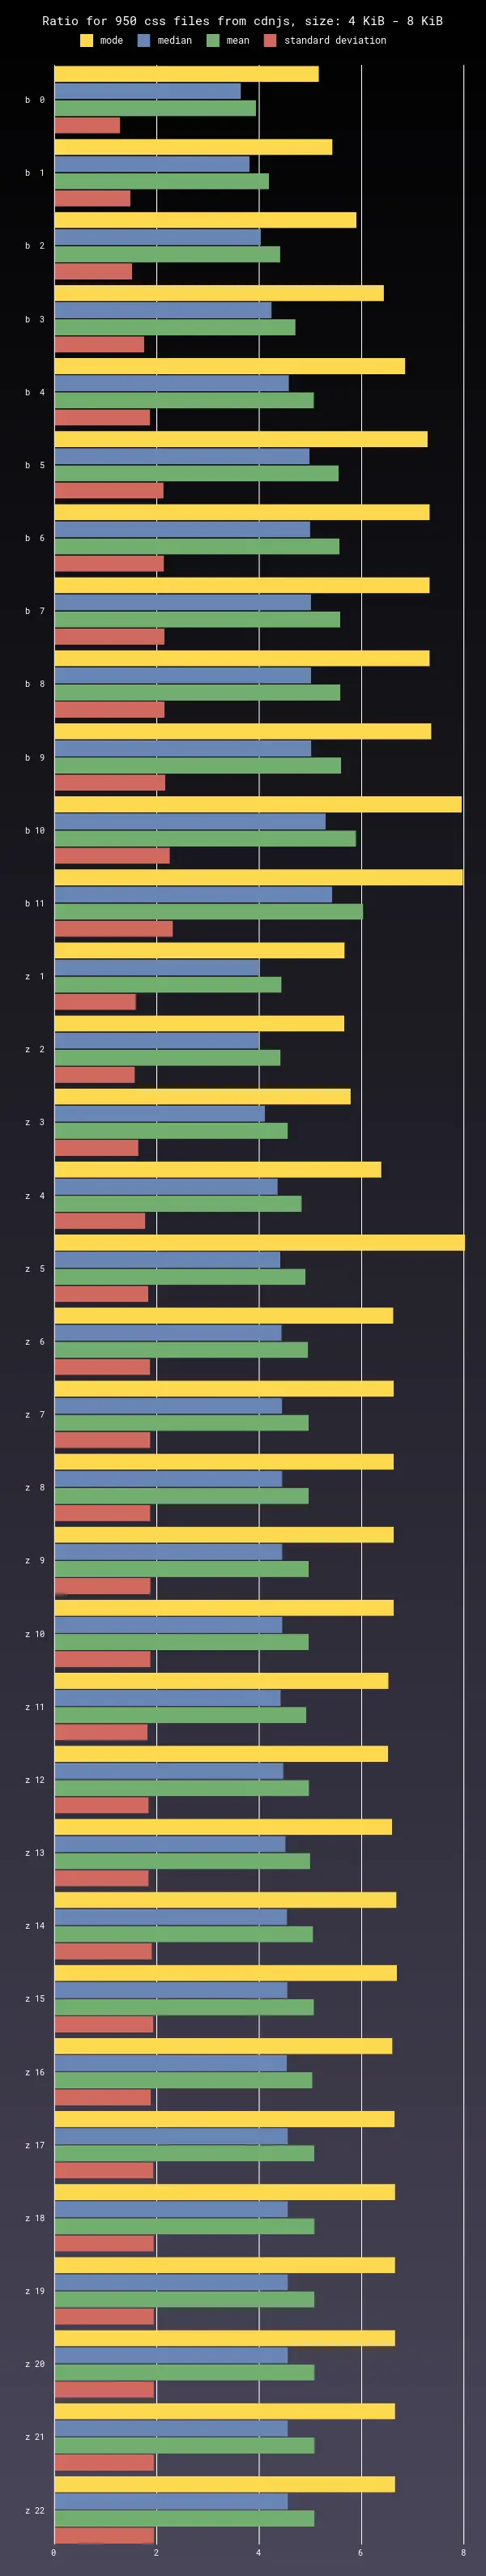 Ratio for 950 css files from cdnjs, size: 4 KiB - 8 KiB
mode median mean standard deviation
b 0
b 1
b 2
b 3
b 4
b 5
b 6
b 7
b 8
b 9
b 10
b 11
z 1
z 2
z 3
z 4
z 5
z 6
z 7
z 8
z 9
z 10
z 11
z 12
z 13
z 14
z 15
z 16
z 17
z 18
z 19
z 20
z 21
z 22
0 2 4 6 8